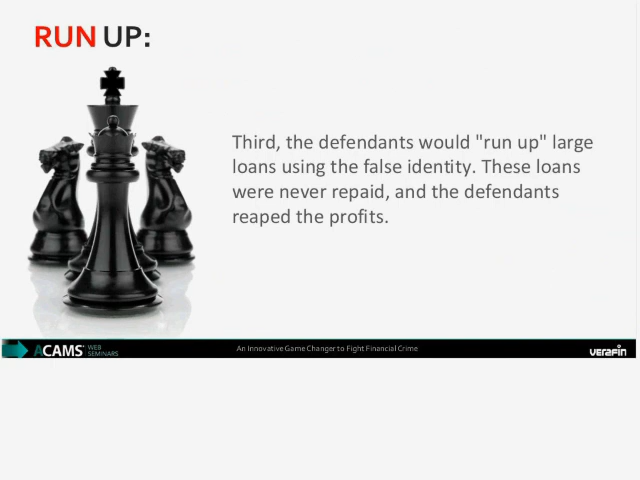 RUN UP:
Third, the defendants would "run up" large
loans using the false identity. These loans
were never repaid, and the defendants
reaped the profits.
ACAMS WEB
SEMINARS
An Innovative Game Changer to Fight Financial Crime
verafin